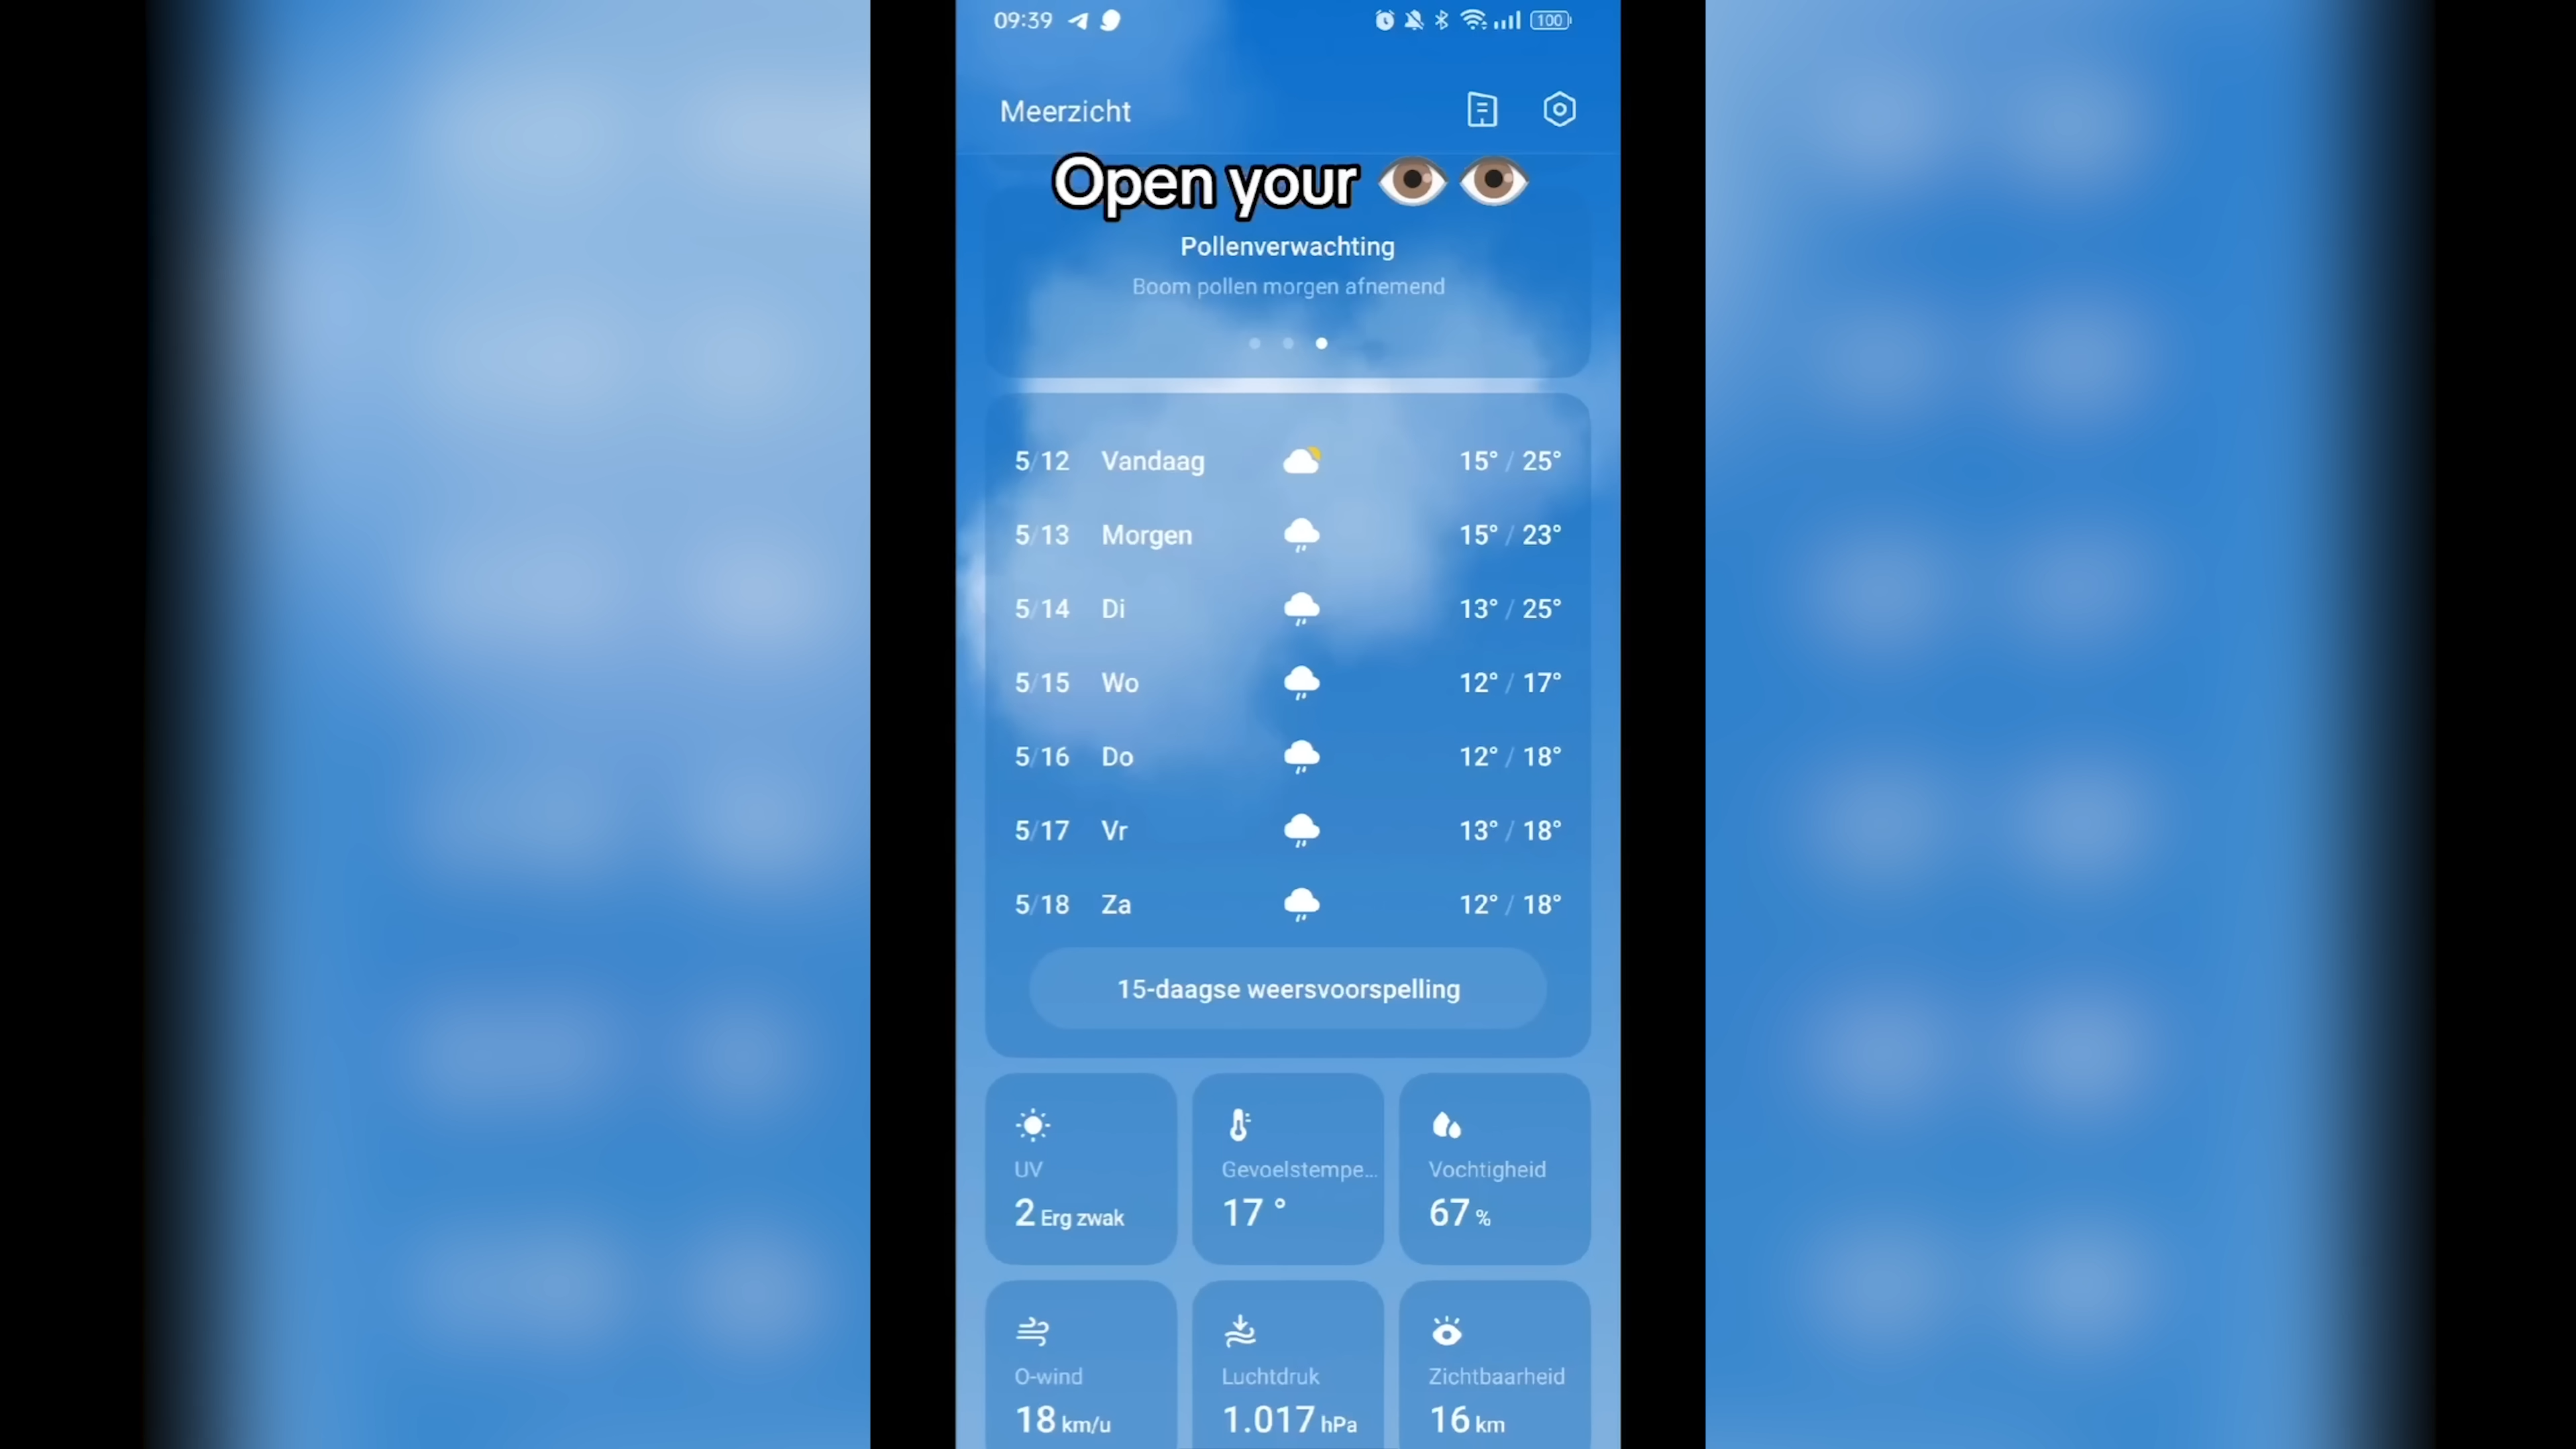 09:39 100
Meerzicht
Open your 👁️👁️
Pollenverwachting
Boom pollen morgen afnemend
5/12 Vandaag 15° / 25°
5/13 Morgen 15° / 23°
5/14 Di 13° / 25°
5/15 Wo 12° / 17°
5/16 Do 12° / 18°
5/17 Vr 13° / 18°
5/18 Za 12° / 18°
15-daagse weersvoorspelling
UV Gevoelstempe... Vochtigheid
2 Erg zwak 17 ° 67 %
O-wind Luchtdruk Zichtbaarheid
18 km/u 1.017 hPa 16 km